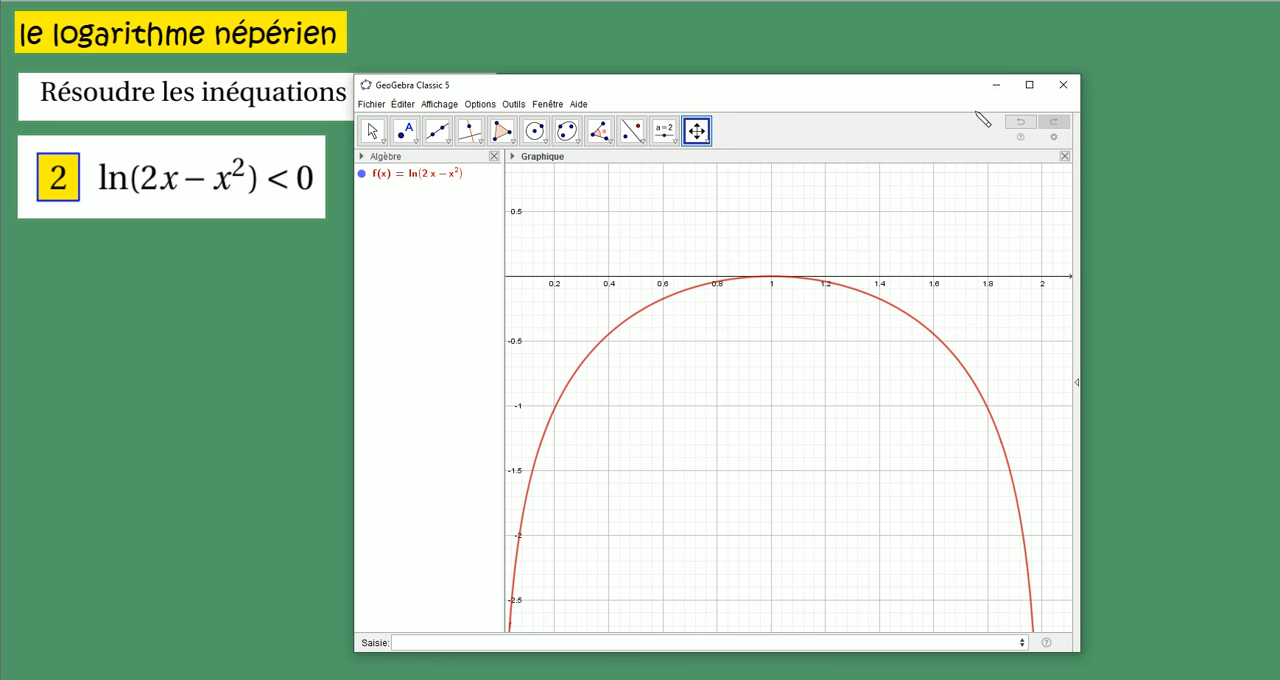 le logarithme népérien
Résoudre les inéquations
2 ln(2x − x²) < 0
GeoGebra Classic 5
Fichier Éditer Affichage Options Outils Fenêtre Aide
A a=2
Algèbre Graphique
f(x) = ln(2 x − x²)
0.5
0.2 0.4 0.6 0.8 1 1.2 1.4 1.6 1.8 2
-0.5
-1
-1.5
-2
-2.5
Saisie: